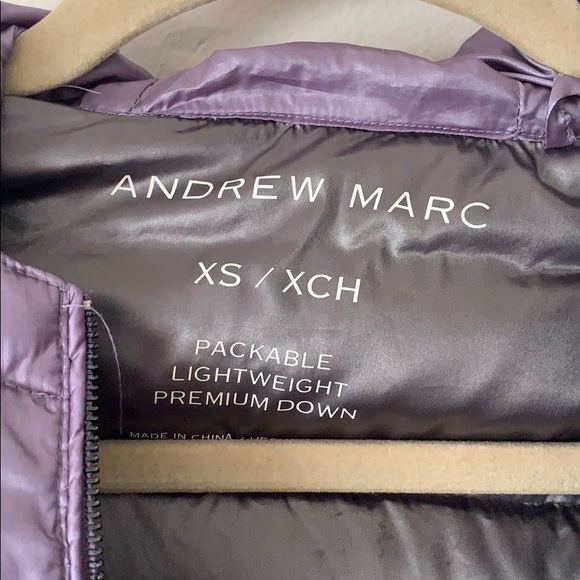 ANDREW MARC
XS / XCH
PACKABLE
LIGHTWEIGHT
PREMIUM DOWN
MADE IN CHINA /